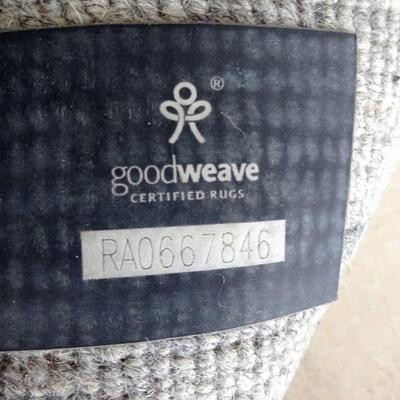 ®
goodweave
CERTIFIED RUGS
RA0667846